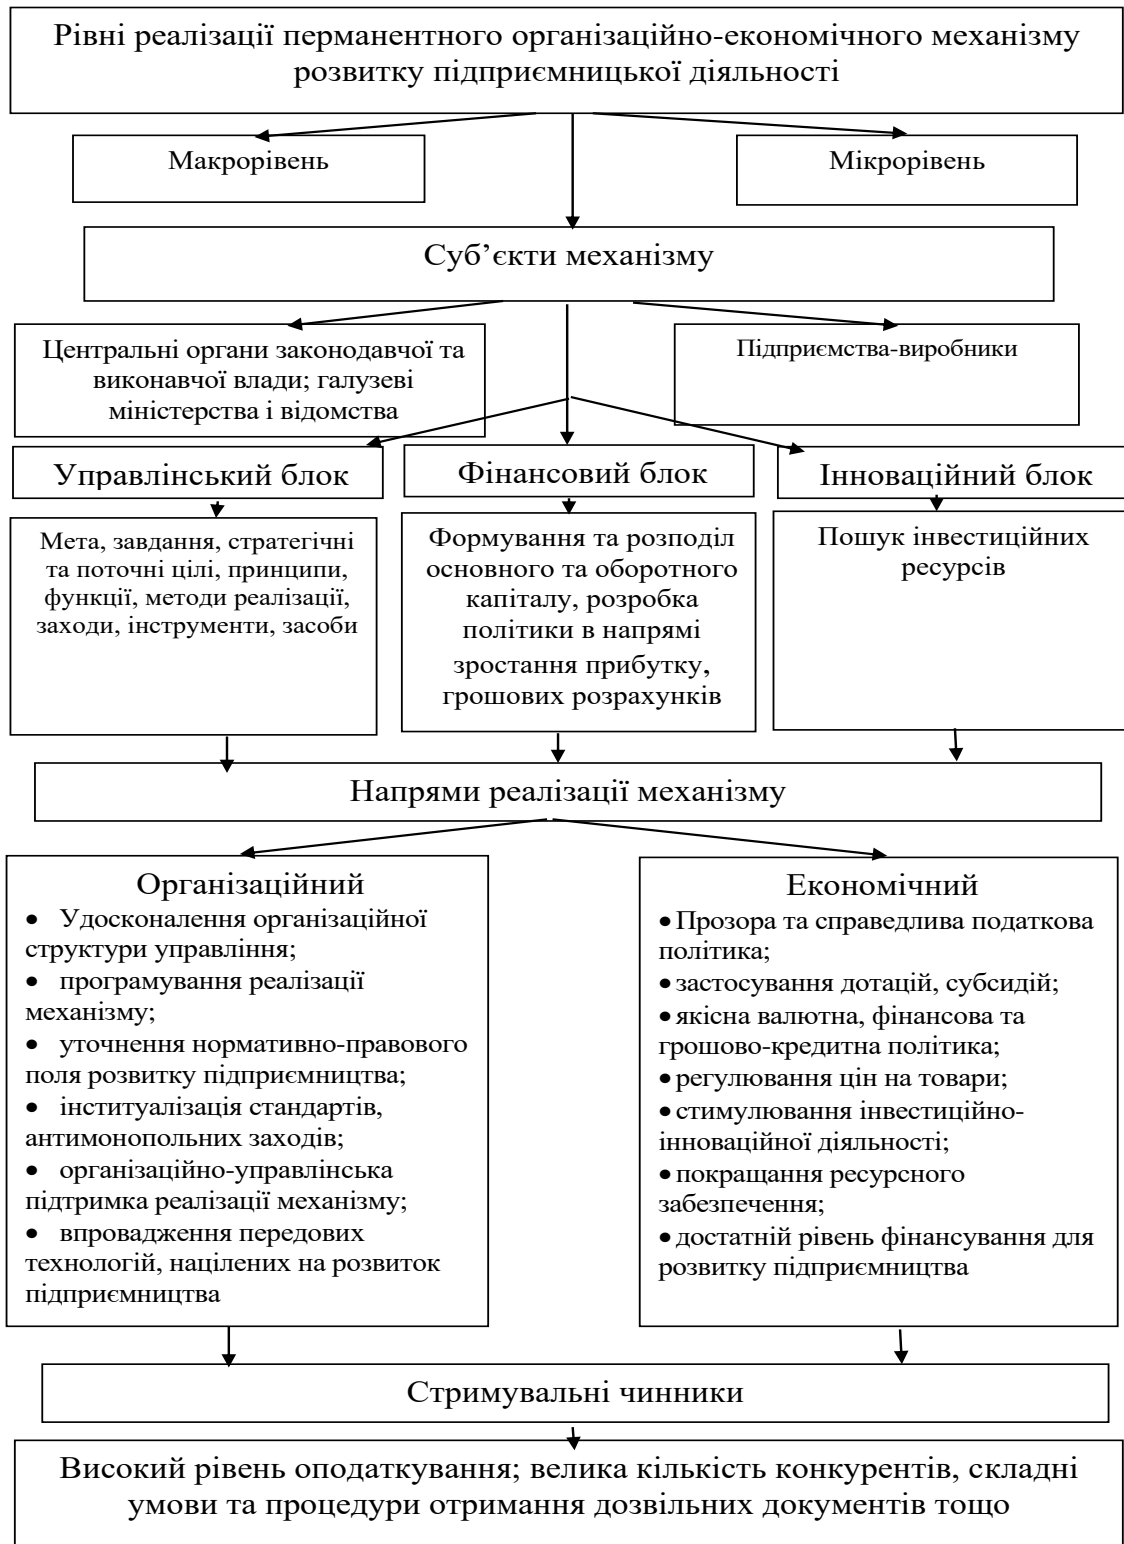 Рівні реалізації перманентного організаційно-економічного механізму
розвитку підприємницької діяльності
Макрорівень
Мікрорівень
Суб’єкти механізму
Центральні органи законодавчої та
виконавчої влади; галузеві
міністерства і відомства
Підприємства-виробники
Управлінський блок
Фінансовий блок
Інноваційний блок
Мета, завдання, стратегічні
та поточні цілі, принципи,
функції, методи реалізації,
заходи, інструменти, засоби
Формування та розподіл
основного та оборотного
капіталу, розробка
політики в напрямі
зростання прибутку,
грошових розрахунків
Пошук інвестиційних
ресурсів
Напрями реалізації механізму
Організаційний
• Удосконалення організаційної
структури управління;
• програмування реалізації
механізму;
• уточнення нормативно-правового
поля розвитку підприємництва;
• інституалізація стандартів,
антимонопольних заходів;
• організаційно-управлінська
підтримка реалізації механізму;
• впровадження передових
технологій, націлених на розвиток
підприємництва
Економічний
• Прозора та справедлива податкова
політика;
• застосування дотацій, субсидій;
• якісна валютна, фінансова та
грошово-кредитна політика;
• регулювання цін на товари;
• стимулювання інвестиційно-
інноваційної діяльності;
• покращання ресурсного
забезпечення;
• достатній рівень фінансування для
розвитку підприємництва
Стримувальні чинники
Високий рівень оподаткування; велика кількість конкурентів, складні
умови та процедури отримання дозвільних документів тощо